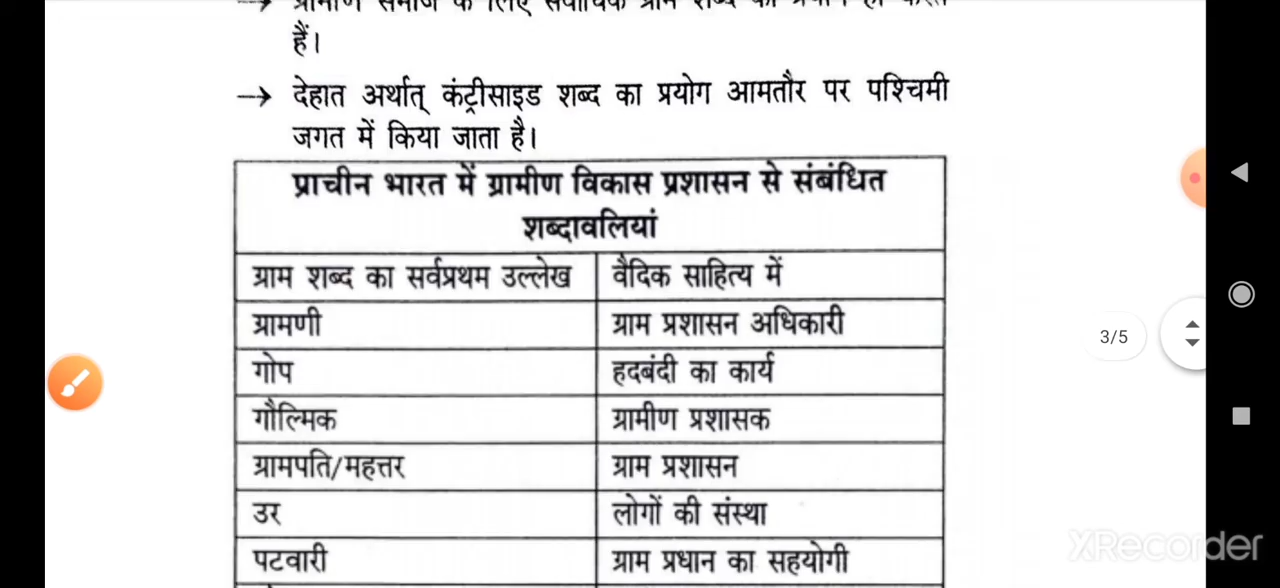 हैं।
→ देहात अर्थात् कंट्रीसाइड शब्द का प्रयोग आमतौर पर पश्चिमी
जगत में किया जाता है।
प्राचीन भारत में ग्रामीण विकास प्रशासन से संबंधित
शब्दावलियां
ग्राम शब्द का सर्वप्रथम उल्लेख वैदिक साहित्य में
ग्रामणी ग्राम प्रशासन अधिकारी
गोप हदबंदी का कार्य
गौल्मिक ग्रामीण प्रशासक
ग्रामपति/महत्तर ग्राम प्रशासन
उर लोगों की संस्था
पटवारी ग्राम प्रधान का सहयोगी
3/5
XRecorder